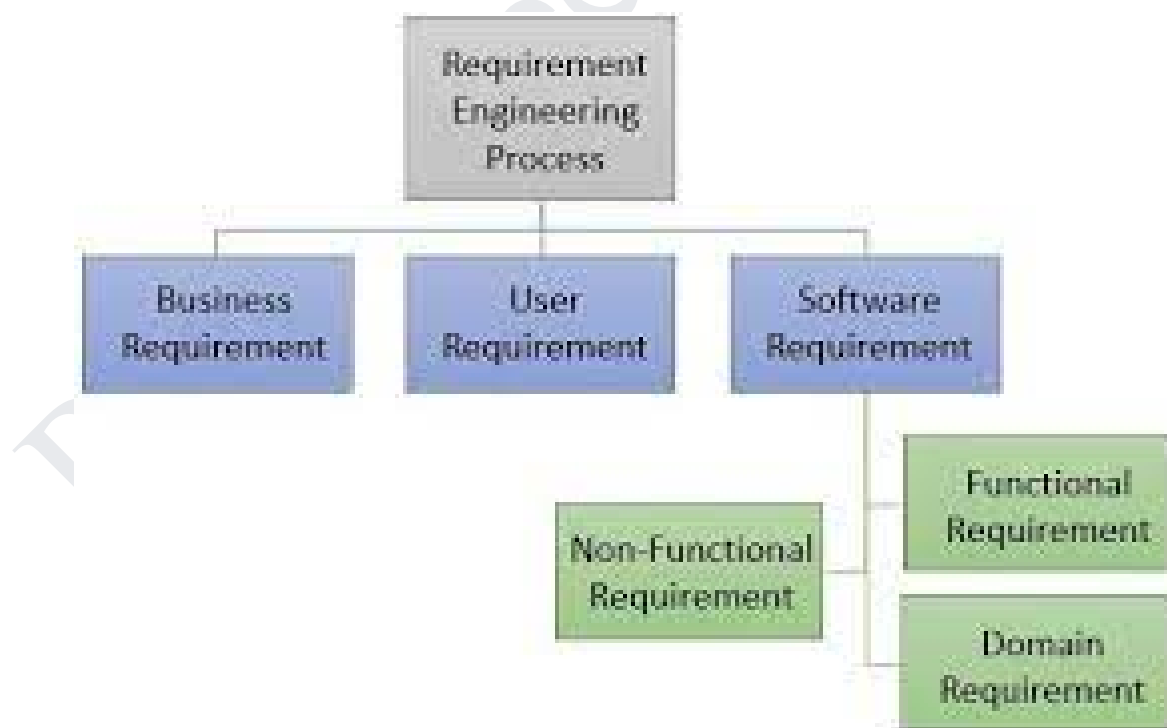 Requirement
Engineering
Process
Business
Requirement
User
Requirement
Software
Requirement
Functional
Requirement
Non-Functional
Requirement
Domain
Requirement